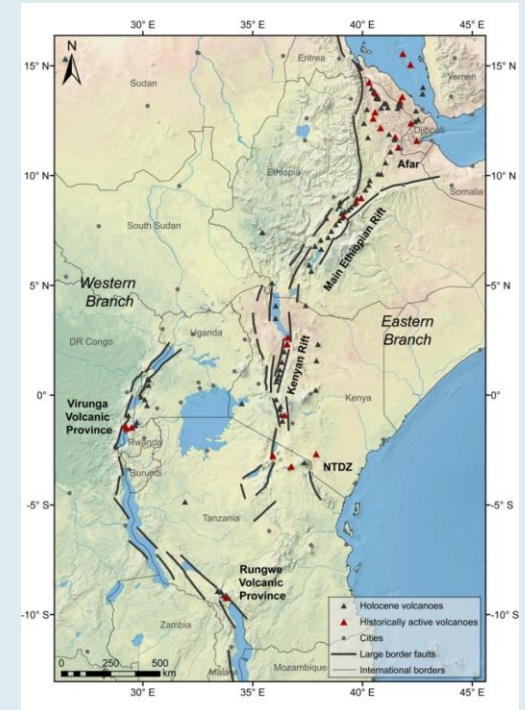 30° E
35° E
40° E
45° E
N
15° N
15° N
Eritrea
Yemen
Sudan
Djibouti
10° N
10° N
Afar
Ethiopia
Somalia
South Sudan
Main Ethiopian Rift
5° N
5° N
Western
Branch
Eastern
Branch
DR Congo
Uganda
Kenyan Rift
0°
0°
Kenya
Virunga
Volcanic
Province
Rwanda
NTDZ
Burundi
-5° S
-5° S
Tanzania
Rungwe
Volcanic
Province
-10° S
-10° S
Zambia
Malawi
Mozambique
Holocene volcanoes
Historically active volcanoes
Cities
Large border faults
International borders
0 250 500
km
30° E
35° E
40° E
45° E